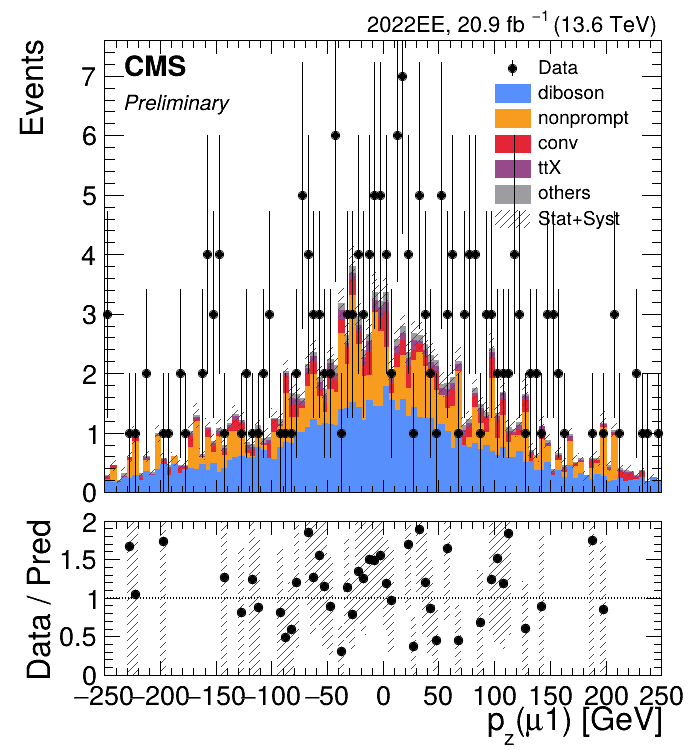 2022EE, 20.9 fb⁻¹ (13.6 TeV)
Events
CMS
Preliminary
Data
diboson
nonprompt
conv
ttX
others
Stat+Syst
7
6
5
4
3
2
1
0
Data / Pred
2
1.5
1
0.5
0
−250 −200 −150 −100 −50 0 50 100 150 200 250
p_z(μ1) [GeV]